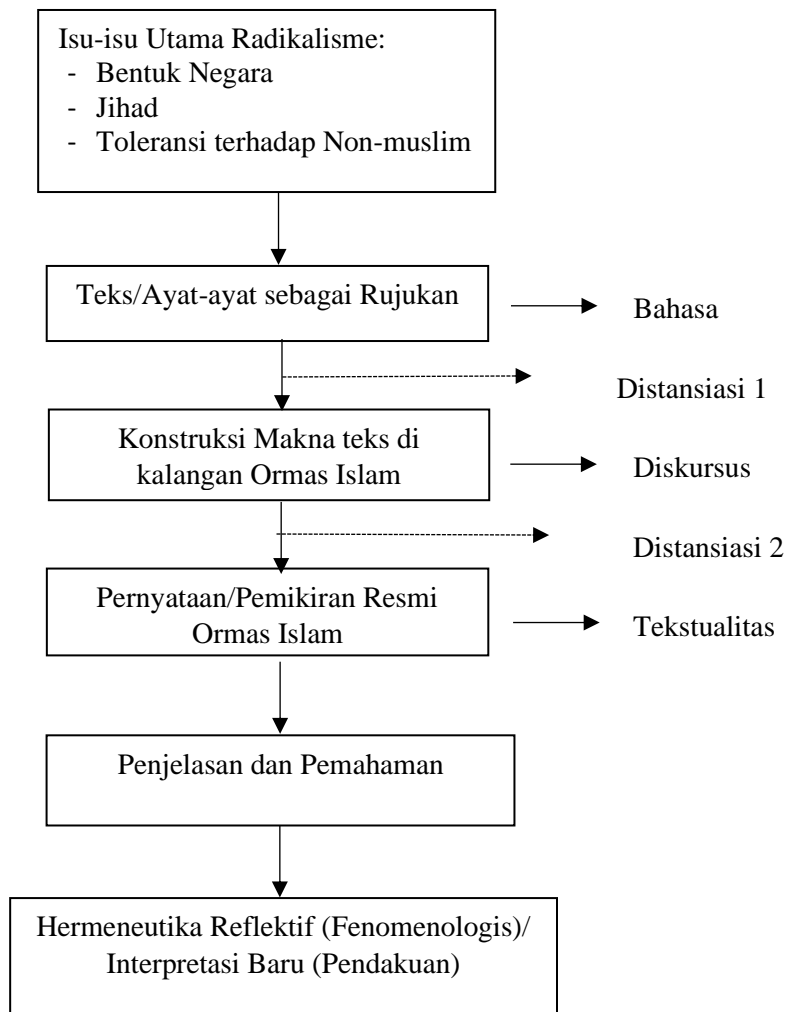 Isu-isu Utama Radikalisme:
- Bentuk Negara
- Jihad
- Toleransi terhadap Non-muslim
Teks/Ayat-ayat sebagai Rujukan
Bahasa
Distansiasi 1
Konstruksi Makna teks di
kalangan Ormas Islam
Diskursus
Distansiasi 2
Pernyataan/Pemikiran Resmi
Ormas Islam
Tekstualitas
Penjelasan dan Pemahaman
Hermeneutika Reflektif (Fenomenologis)/
Interpretasi Baru (Pendakuan)